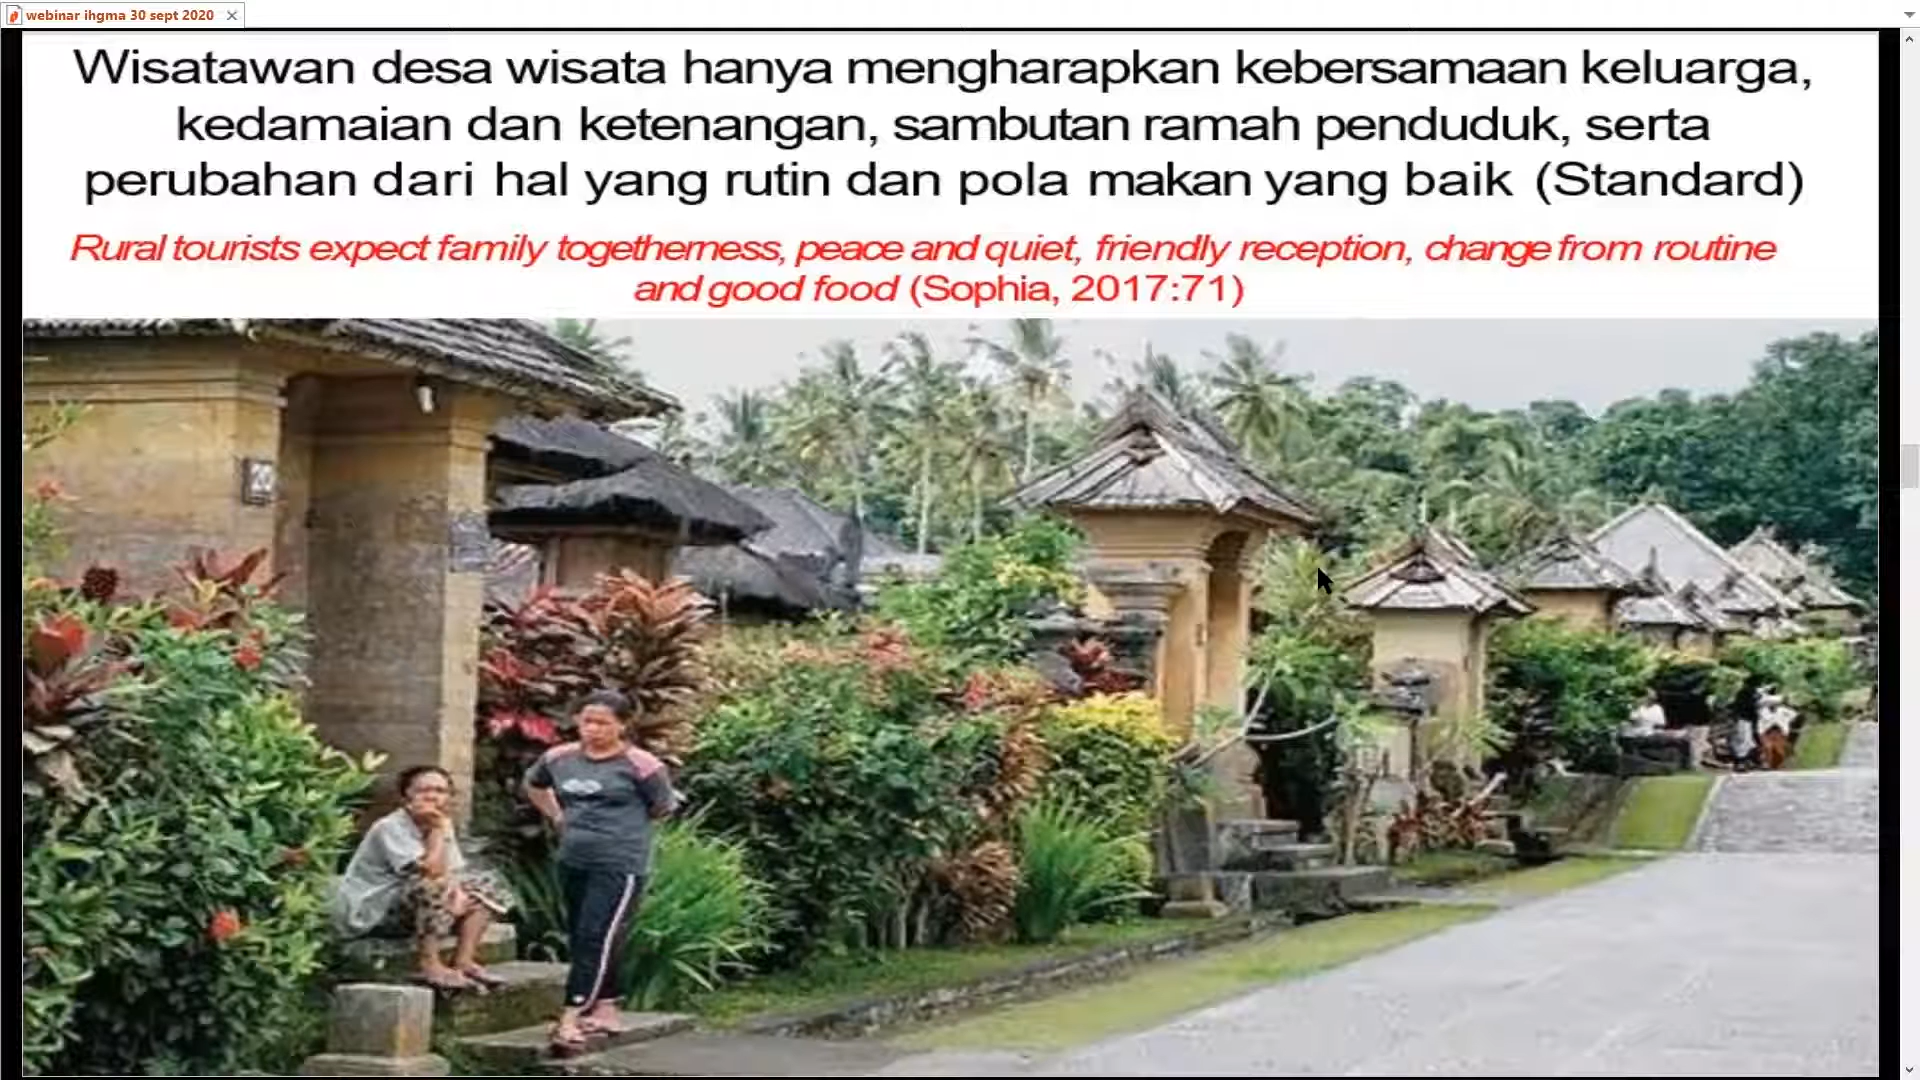 webinar ihgma 30 sept 2020
Wisatawan desa wisata hanya mengharapkan kebersamaan keluarga,
kedamaian dan ketenangan, sambutan ramah penduduk, serta
perubahan dari hal yang rutin dan pola makan yang baik (Standard)
Rural tourists expect family togetherness, peace and quiet, friendly reception, change from routine
and good food (Sophia, 2017:71)